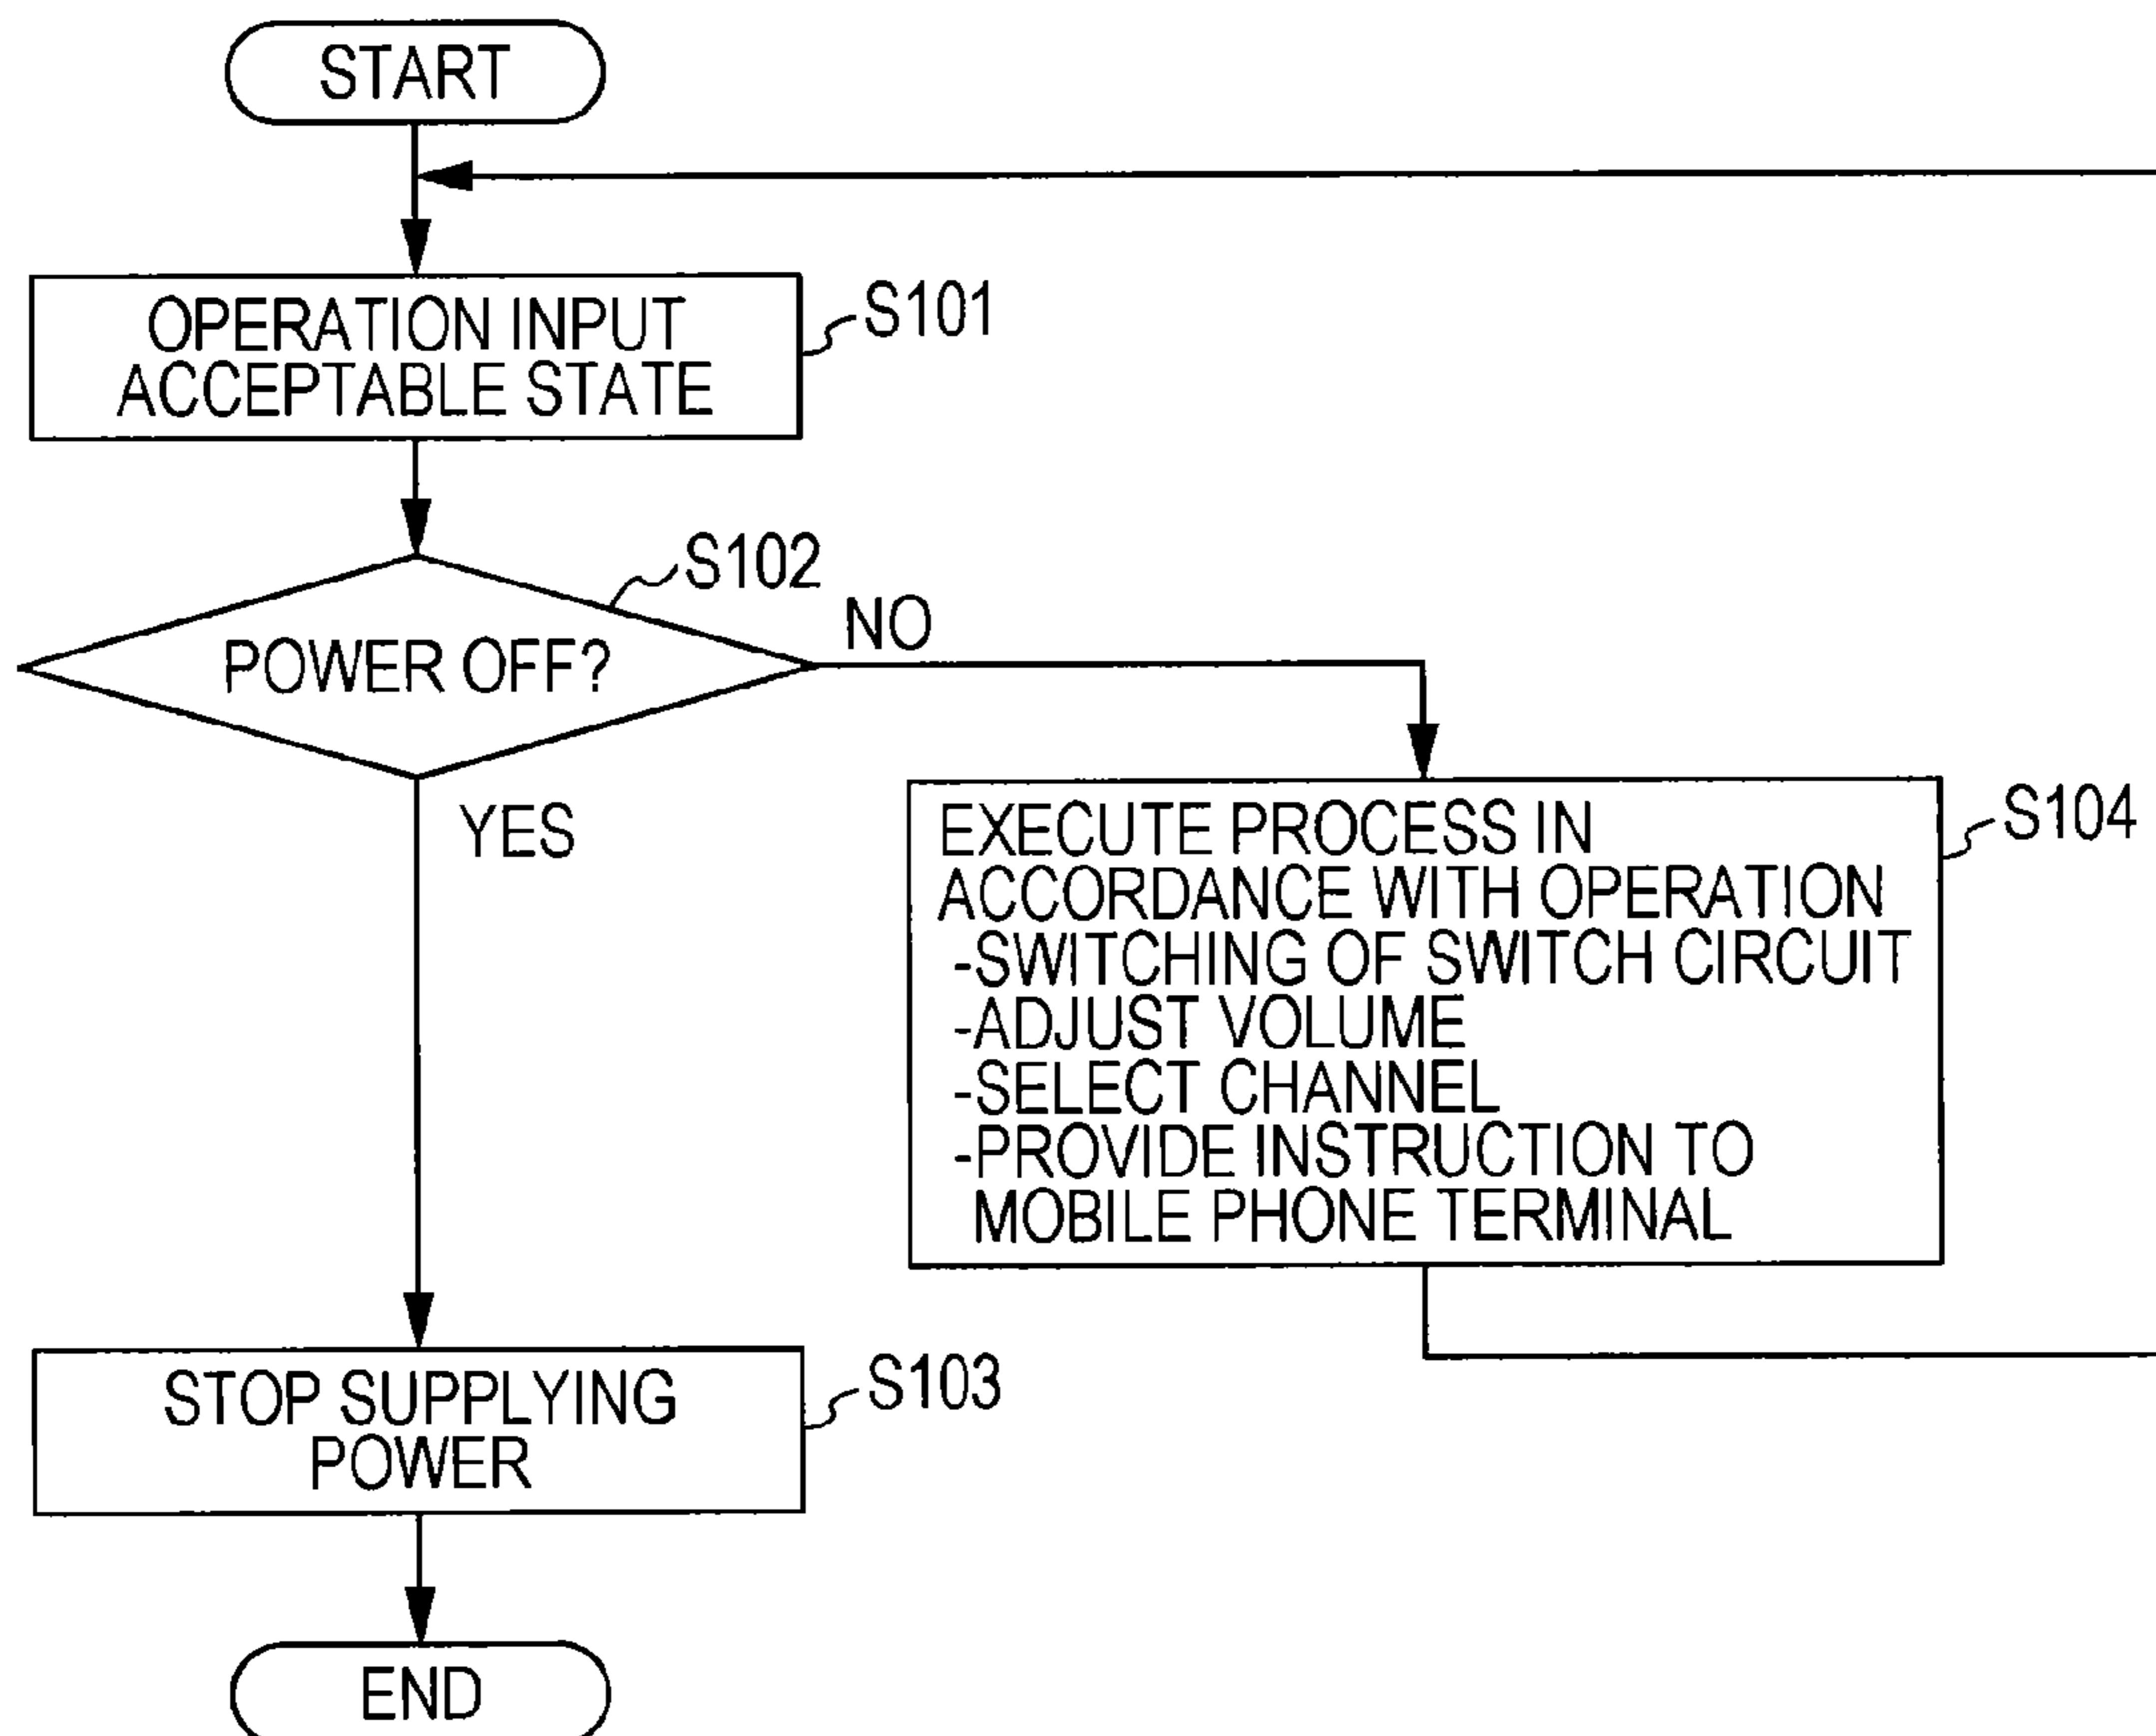 START
OPERATION INPUT
ACCEPTABLE STATE
S101
S102
POWER OFF?
NO
YES
EXECUTE PROCESS IN
ACCORDANCE WITH OPERATION
-SWITCHING OF SWITCH CIRCUIT
-ADJUST VOLUME
-SELECT CHANNEL
-PROVIDE INSTRUCTION TO
MOBILE PHONE TERMINAL
S104
STOP SUPPLYING
POWER
S103
END